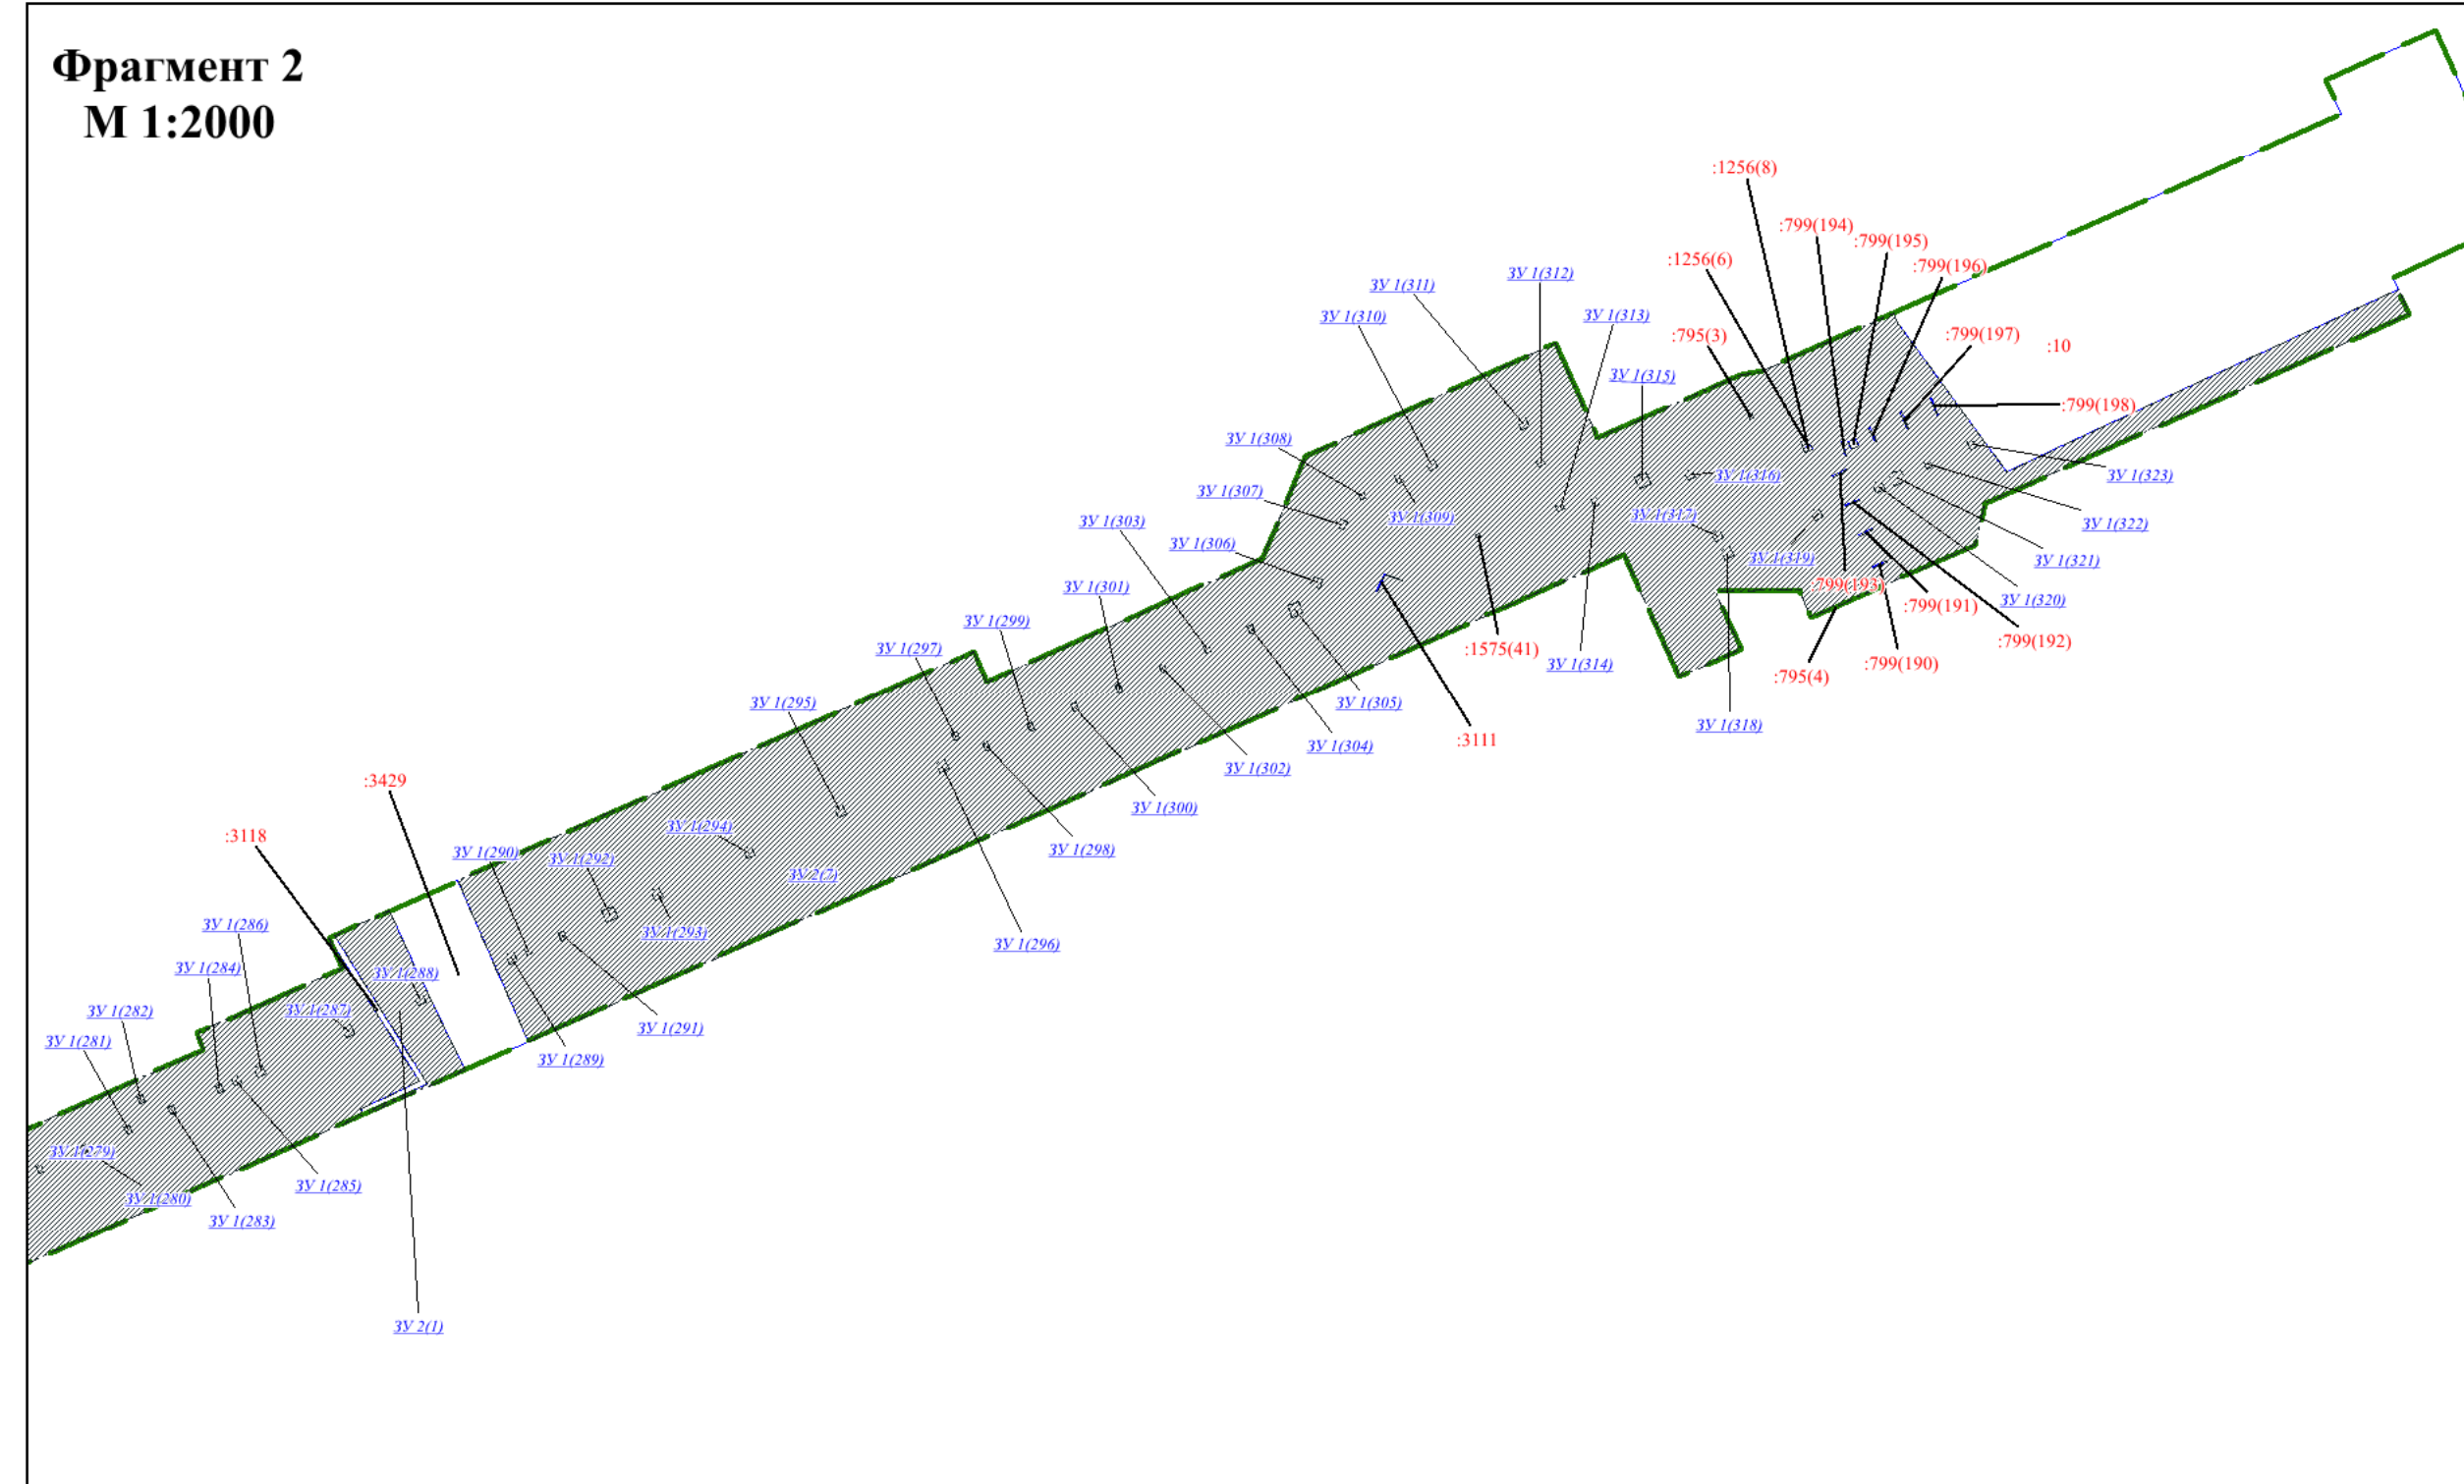 Фрагмент 2
М 1:2000
:1256(8)
:799(194)
:799(195)
:1256(6)
:799(196)
ЗУ 1(312)
ЗУ 1(311)
ЗУ 1(310)
ЗУ 1(313)
:795(3)
:799(197)
:10
ЗУ 1(315)
:799(198)
ЗУ 1(308)
ЗУ 1(316)
ЗУ 1(323)
ЗУ 1(307)
ЗУ 1(309)
ЗУ 1(317)
ЗУ 1(303)
ЗУ 1(322)
ЗУ 1(306)
ЗУ 1(319)
ЗУ 1(321)
ЗУ 1(301)
:799(193)
ЗУ 1(320)
:799(191)
ЗУ 1(299)
:799(192)
ЗУ 1(297)
:1575(41)
ЗУ 1(314)
:799(190)
:795(4)
ЗУ 1(295)
ЗУ 1(305)
ЗУ 1(318)
:3111
ЗУ 1(304)
ЗУ 1(302)
:3429
ЗУ 1(300)
ЗУ 1(294)
:3118
ЗУ 1(298)
ЗУ 1(290)
ЗУ 1(292)
ЗУ 2(7)
ЗУ 1(286)
ЗУ 1(293)
ЗУ 1(296)
ЗУ 1(284)
ЗУ 1(288)
ЗУ 1(287)
ЗУ 1(282)
ЗУ 1(291)
ЗУ 1(281)
ЗУ 1(289)
ЗУ 1(279)
ЗУ 1(285)
ЗУ 1(280)
ЗУ 1(283)
ЗУ 2(1)